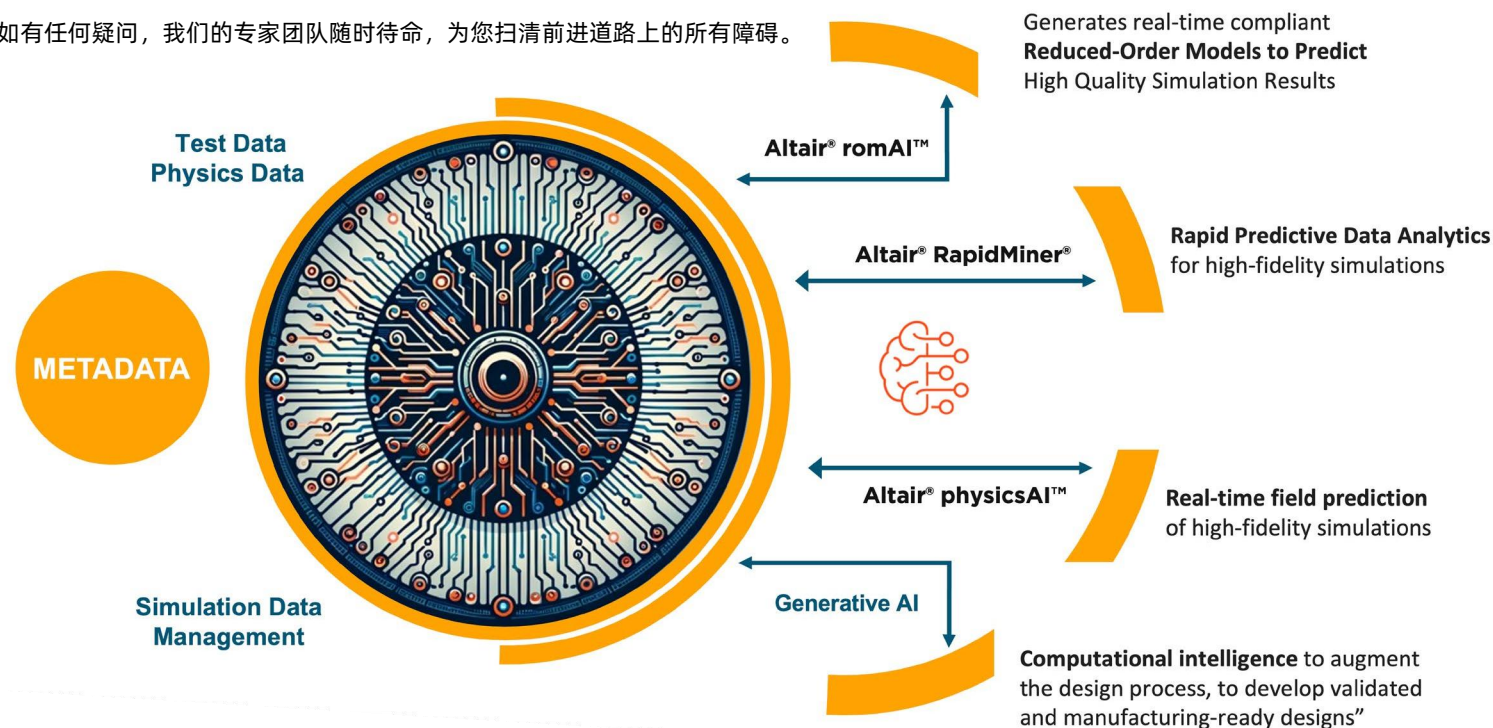 如有任何疑问，我们的专家团队随时待命，为您扫清前进道路上的所有障碍。
Generates real-time compliant
Reduced-Order Models to Predict
High Quality Simulation Results
Test Data
Physics Data
Altair® romAI™
Altair® RapidMiner®
Rapid Predictive Data Analytics
for high-fidelity simulations
METADATA
Altair® physicsAI™
Real-time field prediction
of high-fidelity simulations
Simulation Data
Management
Generative AI
Computational intelligence to augment
the design process, to develop validated
and manufacturing-ready designs”